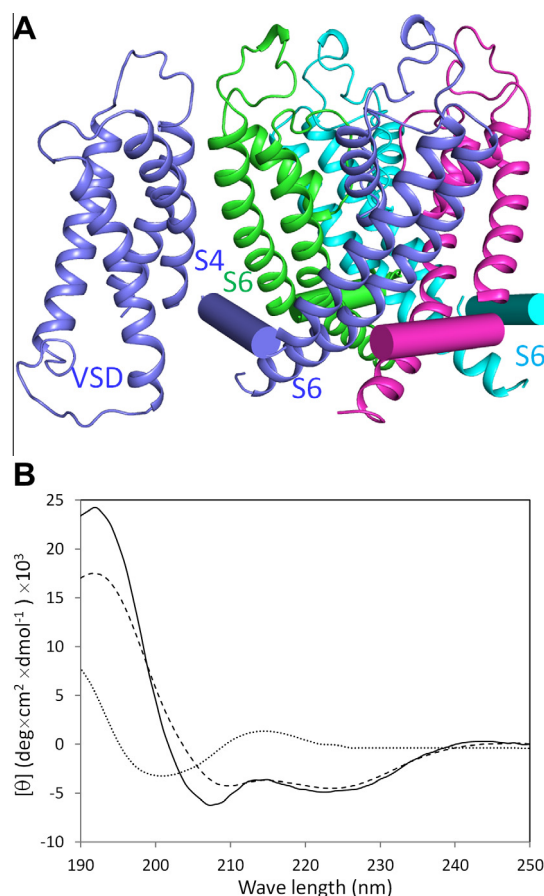 A
S4
S6
VSD
S6
S6
B
25
20
15
10
5
0
-5
-10
[θ] (deg×cm² ×dmol⁻¹ ) ×10³
190 200 210 220 230 240 250
Wave length (nm)